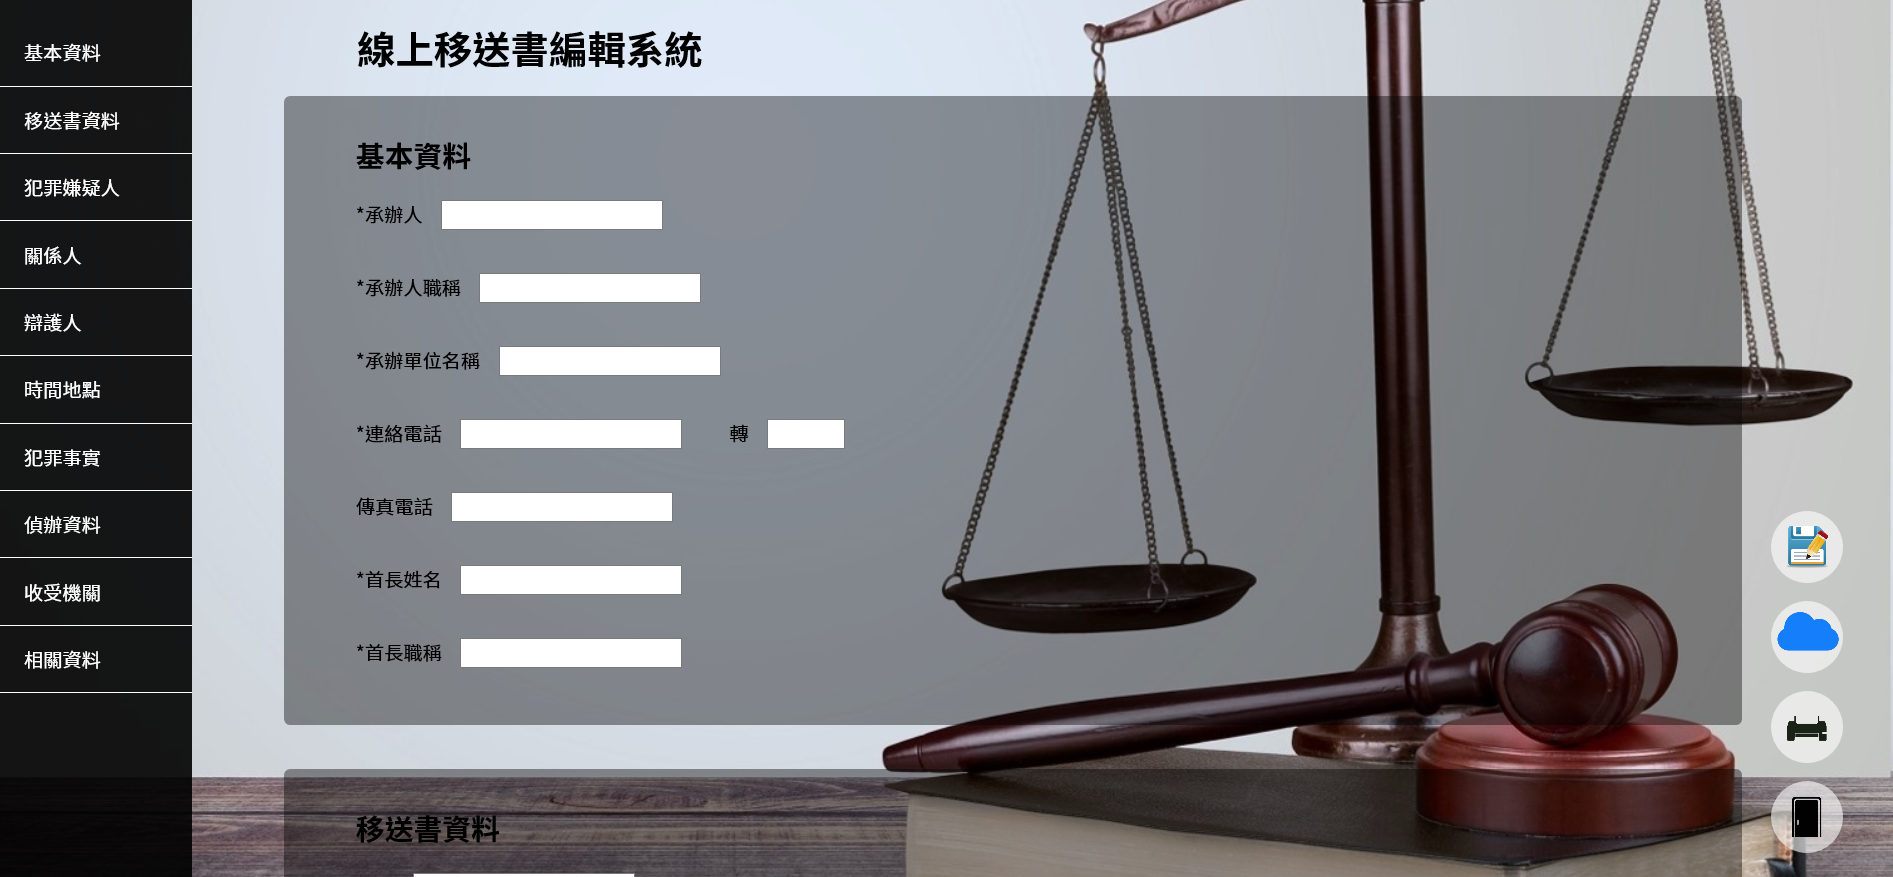 基本資料
移送書資料
犯罪嫌疑人
關係人
辯護人
時間地點
犯罪事實
偵辦資料
收受機關
相關資料
線上移送書編輯系統
基本資料
*承辦人
*承辦人職稱
*承辦單位名稱
*連絡電話 轉
傳真電話
*首長姓名
*首長職稱
移送書資料